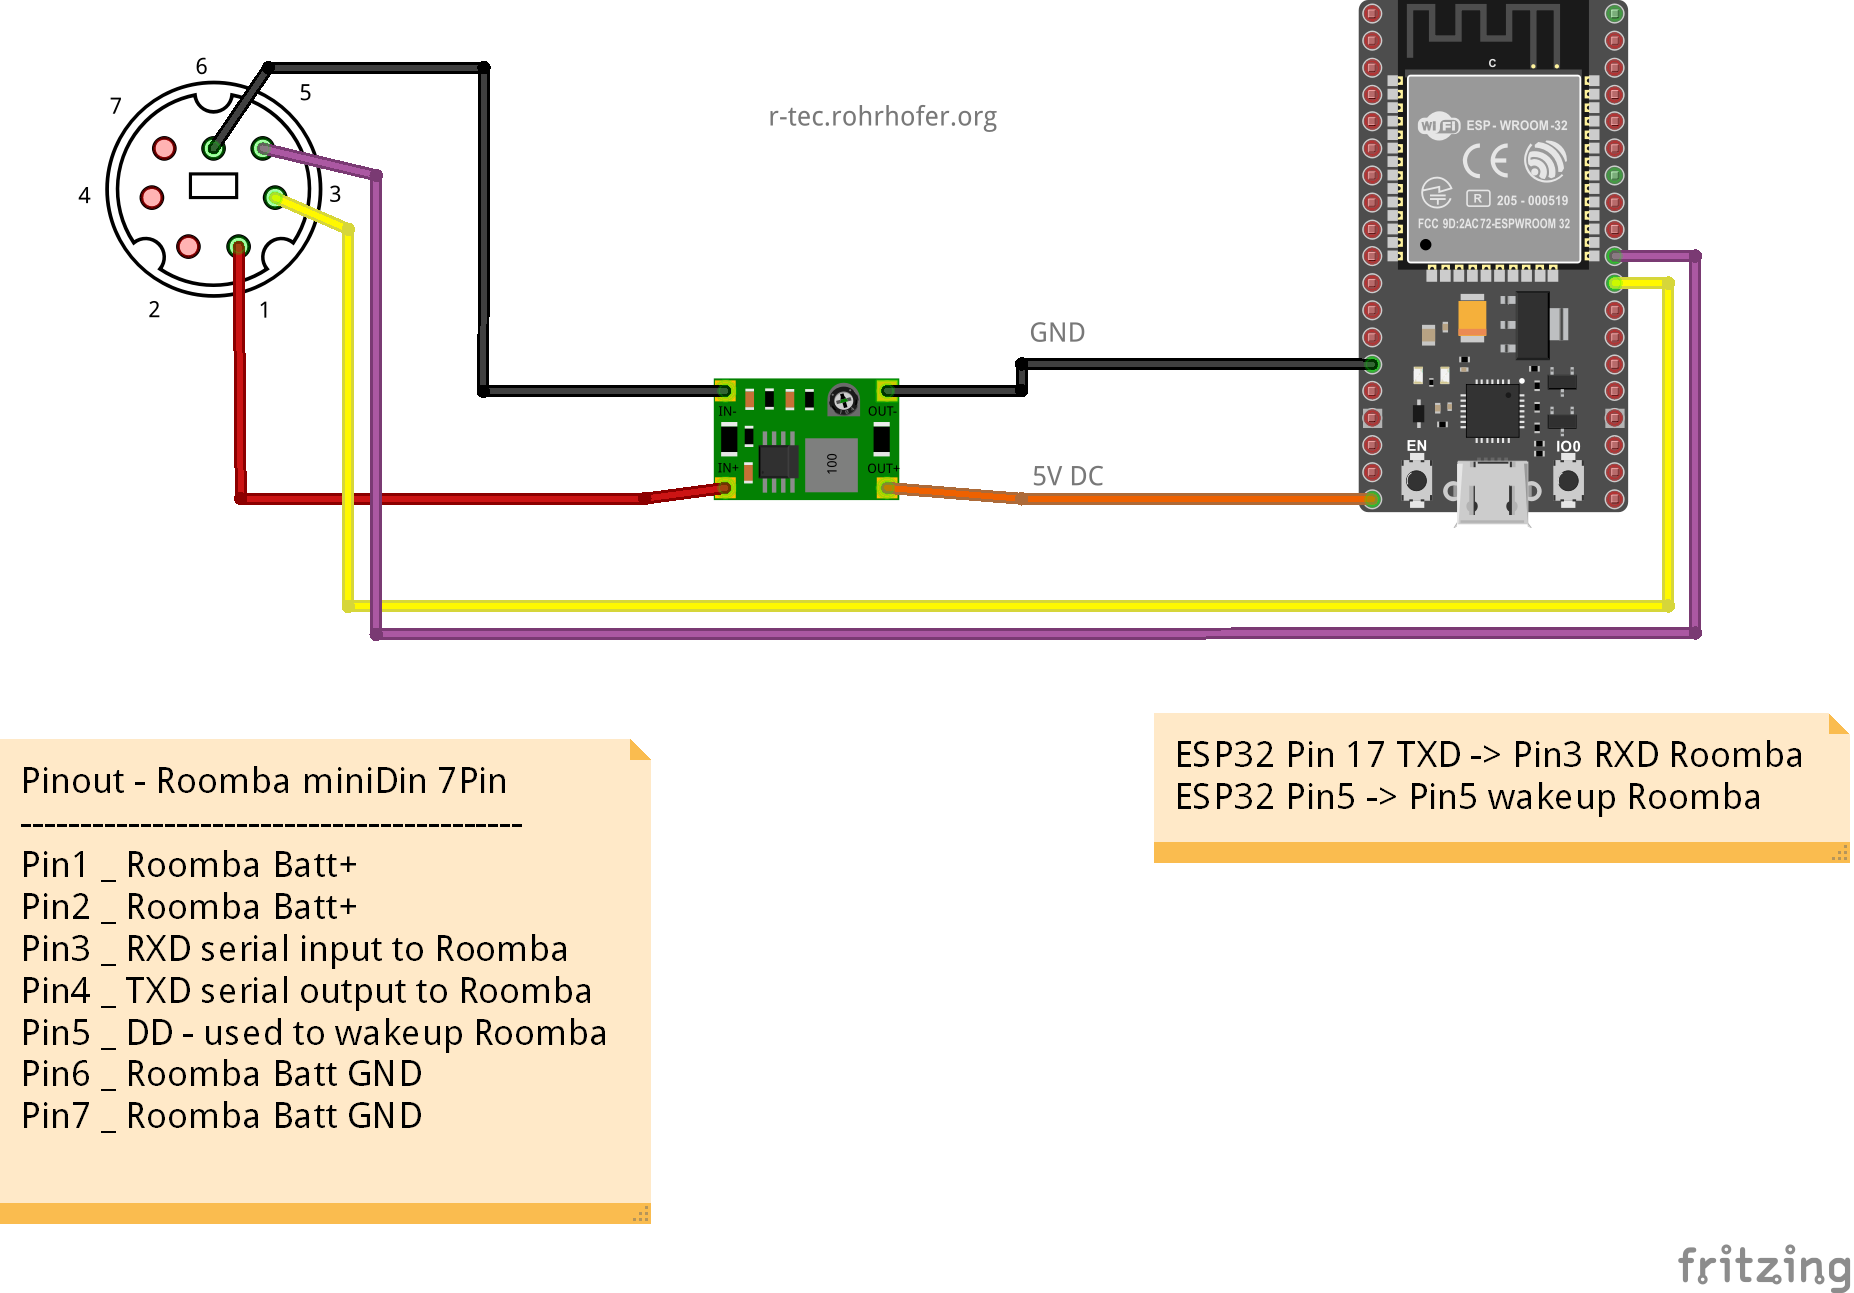 6
5
7
4
3
2
1
r-tec.rohrhofer.org
C
WiFi ESP-WROOM-32
CE
R 205-000519
FCC 9D:2AC72-ESPWROOM 32
GND
IN-
OUT-
IN+
100
OUT+
5V DC
EN
IO0
Pinout - Roomba miniDin 7Pin
------------------------------------------
Pin1 _ Roomba Batt+
Pin2 _ Roomba Batt+
Pin3 _ RXD serial input to Roomba
Pin4 _ TXD serial output to Roomba
Pin5 _ DD - used to wakeup Roomba
Pin6 _ Roomba Batt GND
Pin7 _ Roomba Batt GND
ESP32 Pin 17 TXD -> Pin3 RXD Roomba
ESP32 Pin5 -> Pin5 wakeup Roomba
fritzing